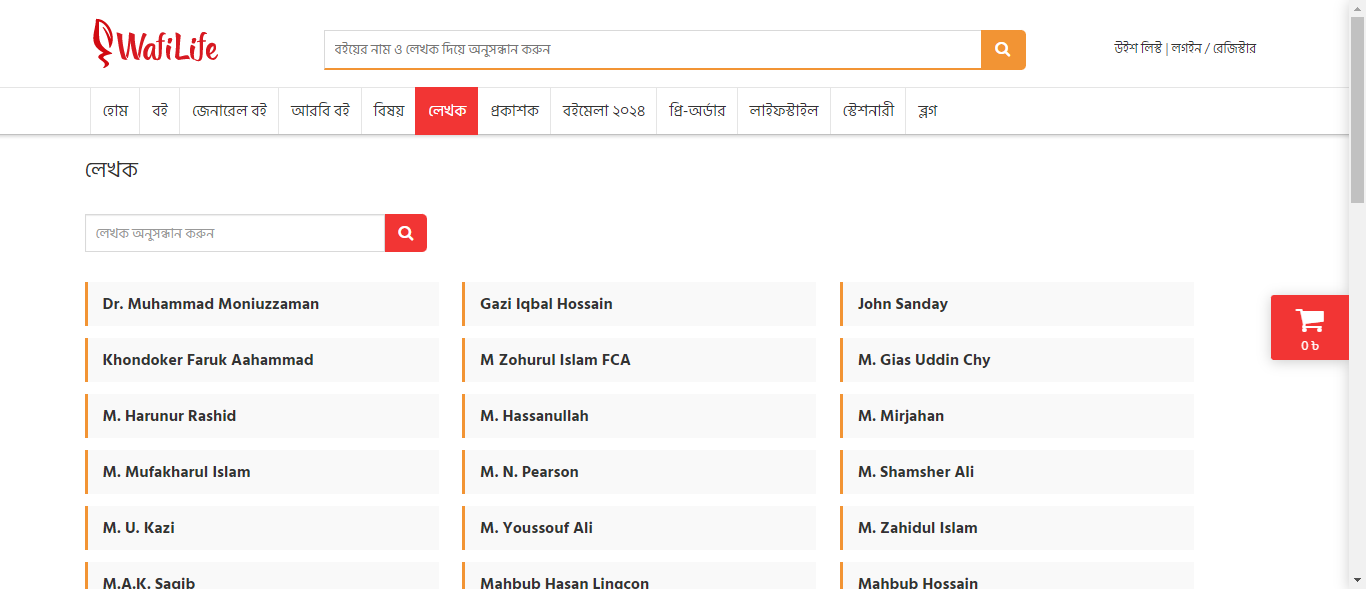 WafiLife
বইয়ের নাম ও লেখক দিয়ে অনুসন্ধান করুন
উইশ লিস্ট | লগইন / রেজিস্টার
হোম বই জেনারেল বই আরবি বই বিষয় লেখক প্রকাশক বইমেলা ২০২৪ প্রি-অর্ডার লাইফস্টাইল স্টেশনারী ব্লগ
লেখক
লেখক অনুসন্ধান করুন
Dr. Muhammad Moniuzzaman Gazi Iqbal Hossain John Sanday
0 ৳
Khondoker Faruk Aahammad M Zohurul Islam FCA M. Gias Uddin Chy
M. Harunur Rashid M. Hassanullah M. Mirjahan
M. Mufakharul Islam M. N. Pearson M. Shamsher Ali
M. U. Kazi M. Youssouf Ali M. Zahidul Islam
M.A.K. Saqib Mahbub Hasan Lingcon Mahbub Hossain